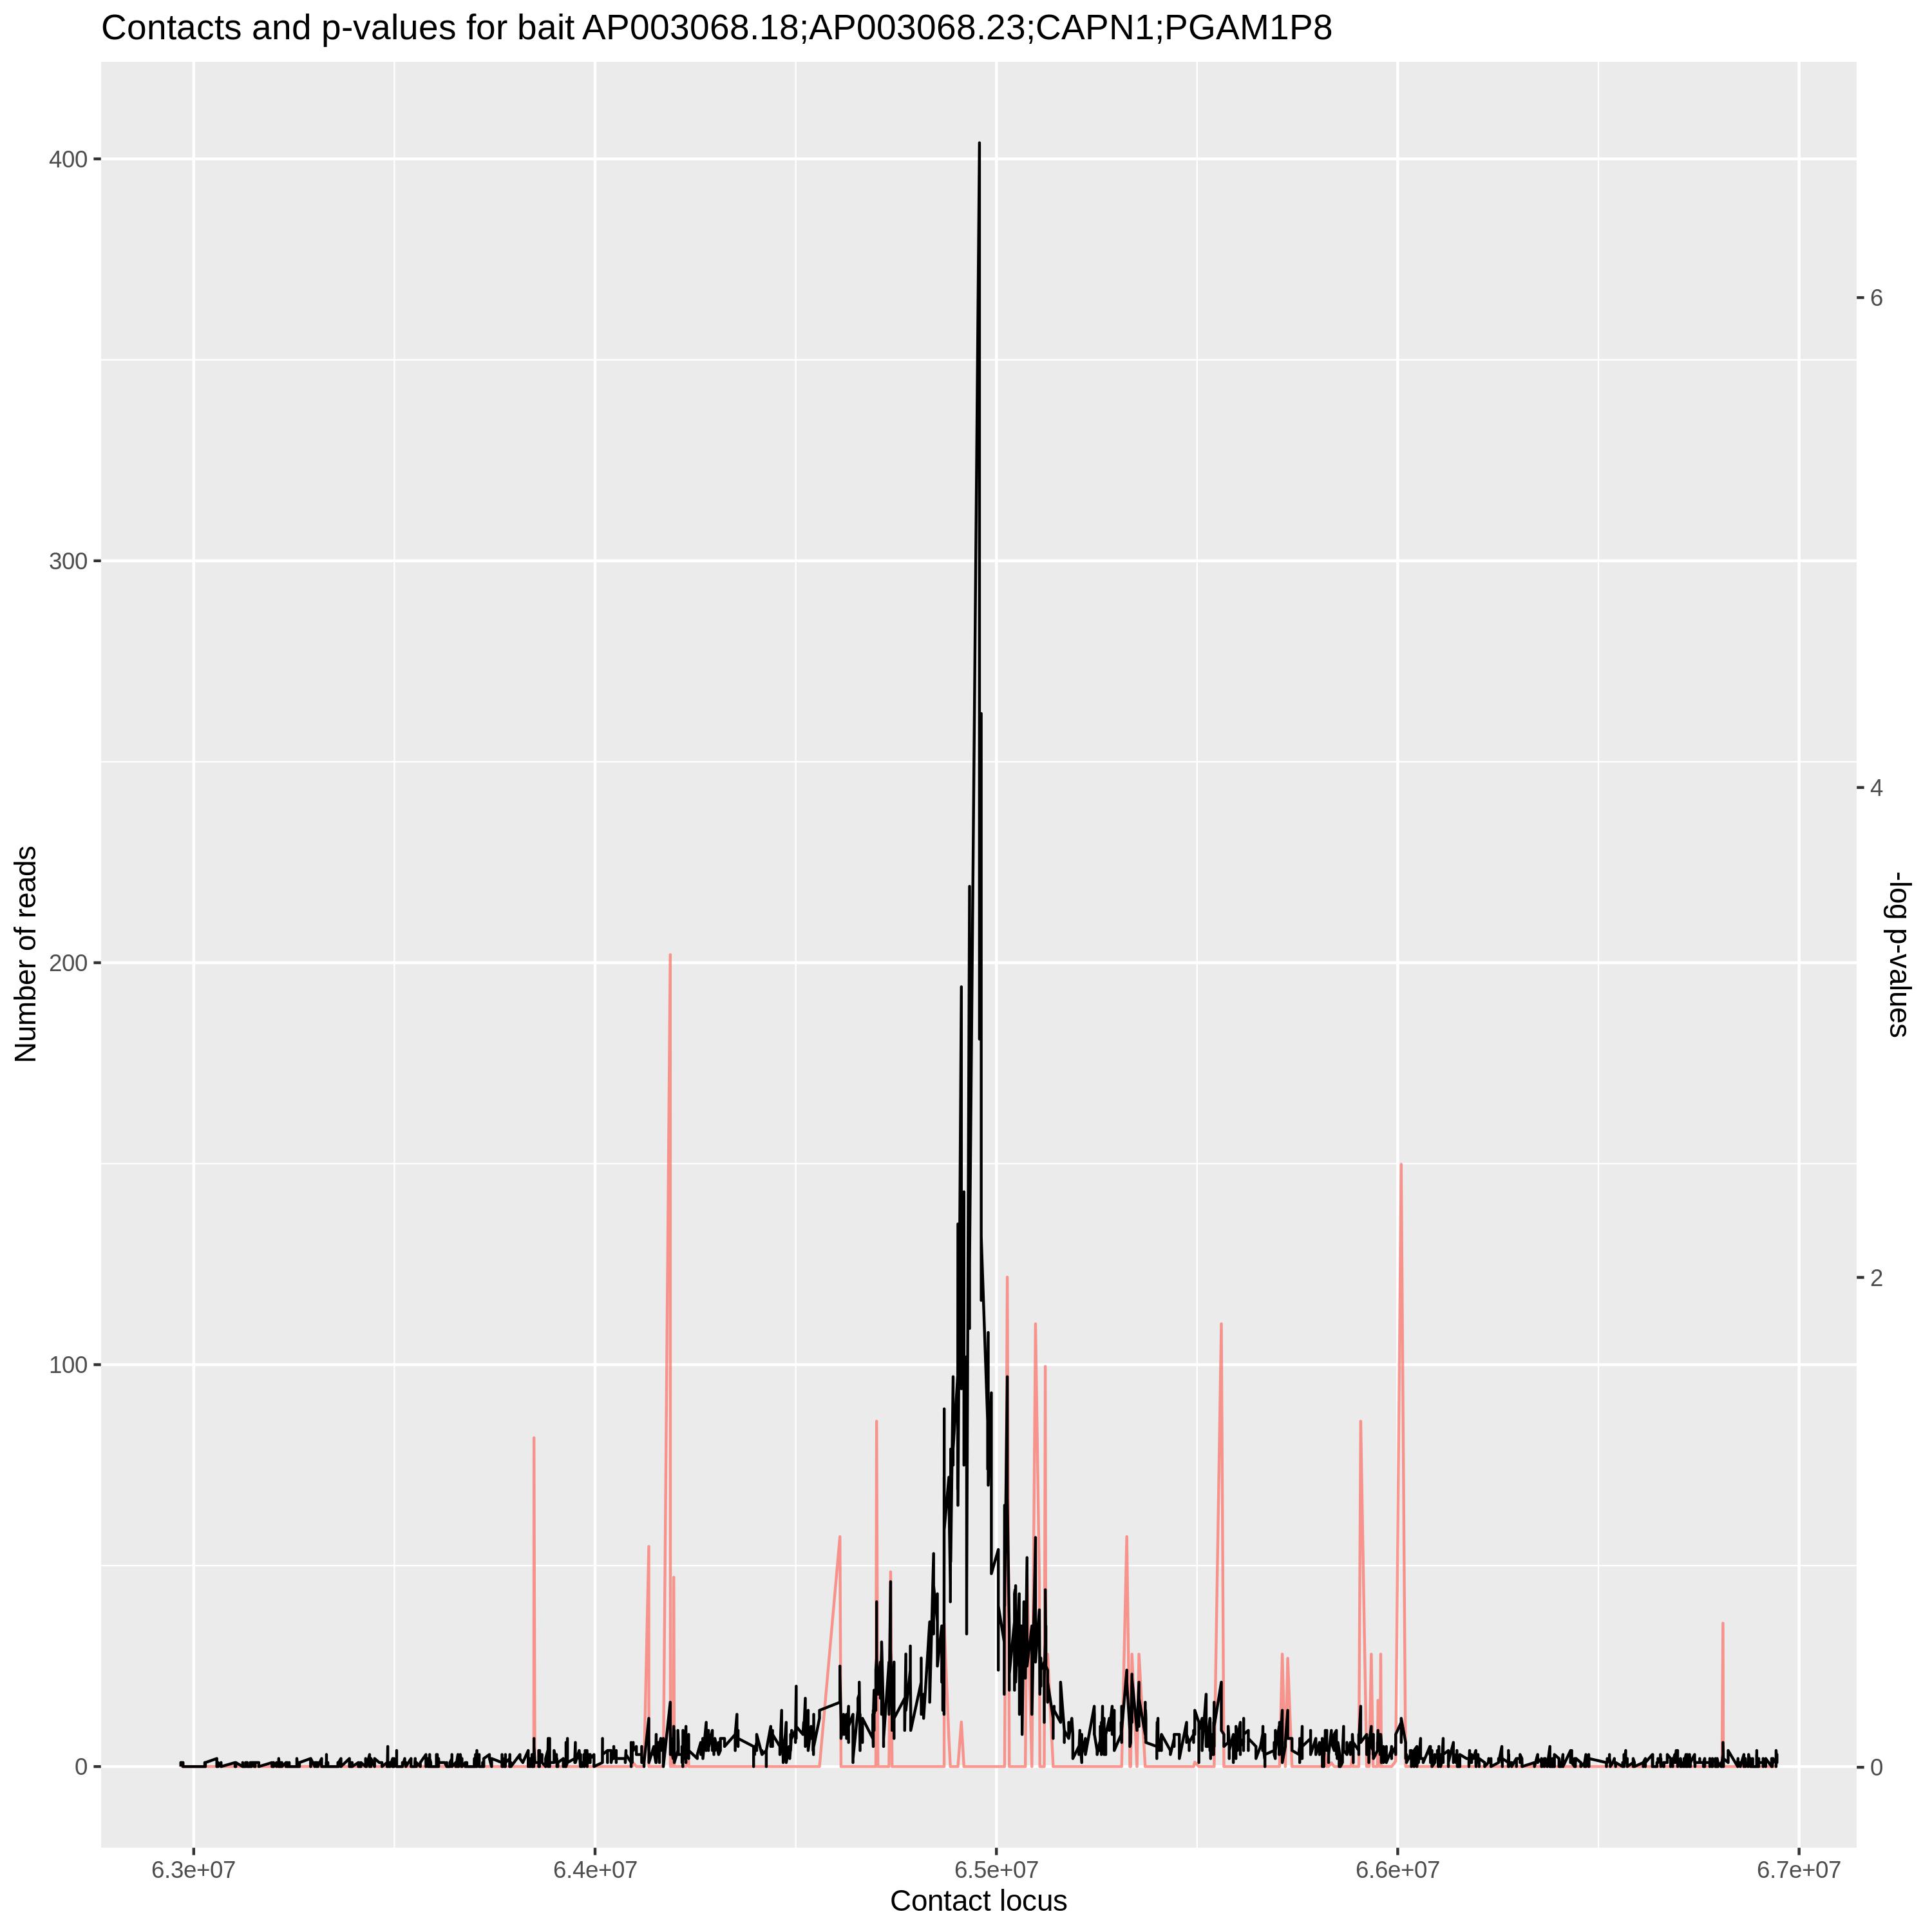 Contacts and p-values for bait AP003068.18;AP003068.23;CAPN1;PGAM1P8
400
300
200
100
0
Number of reads
6
4
2
0
-log p-values
6.3e+07 6.4e+07 6.5e+07 6.6e+07 6.7e+07
Contact locus